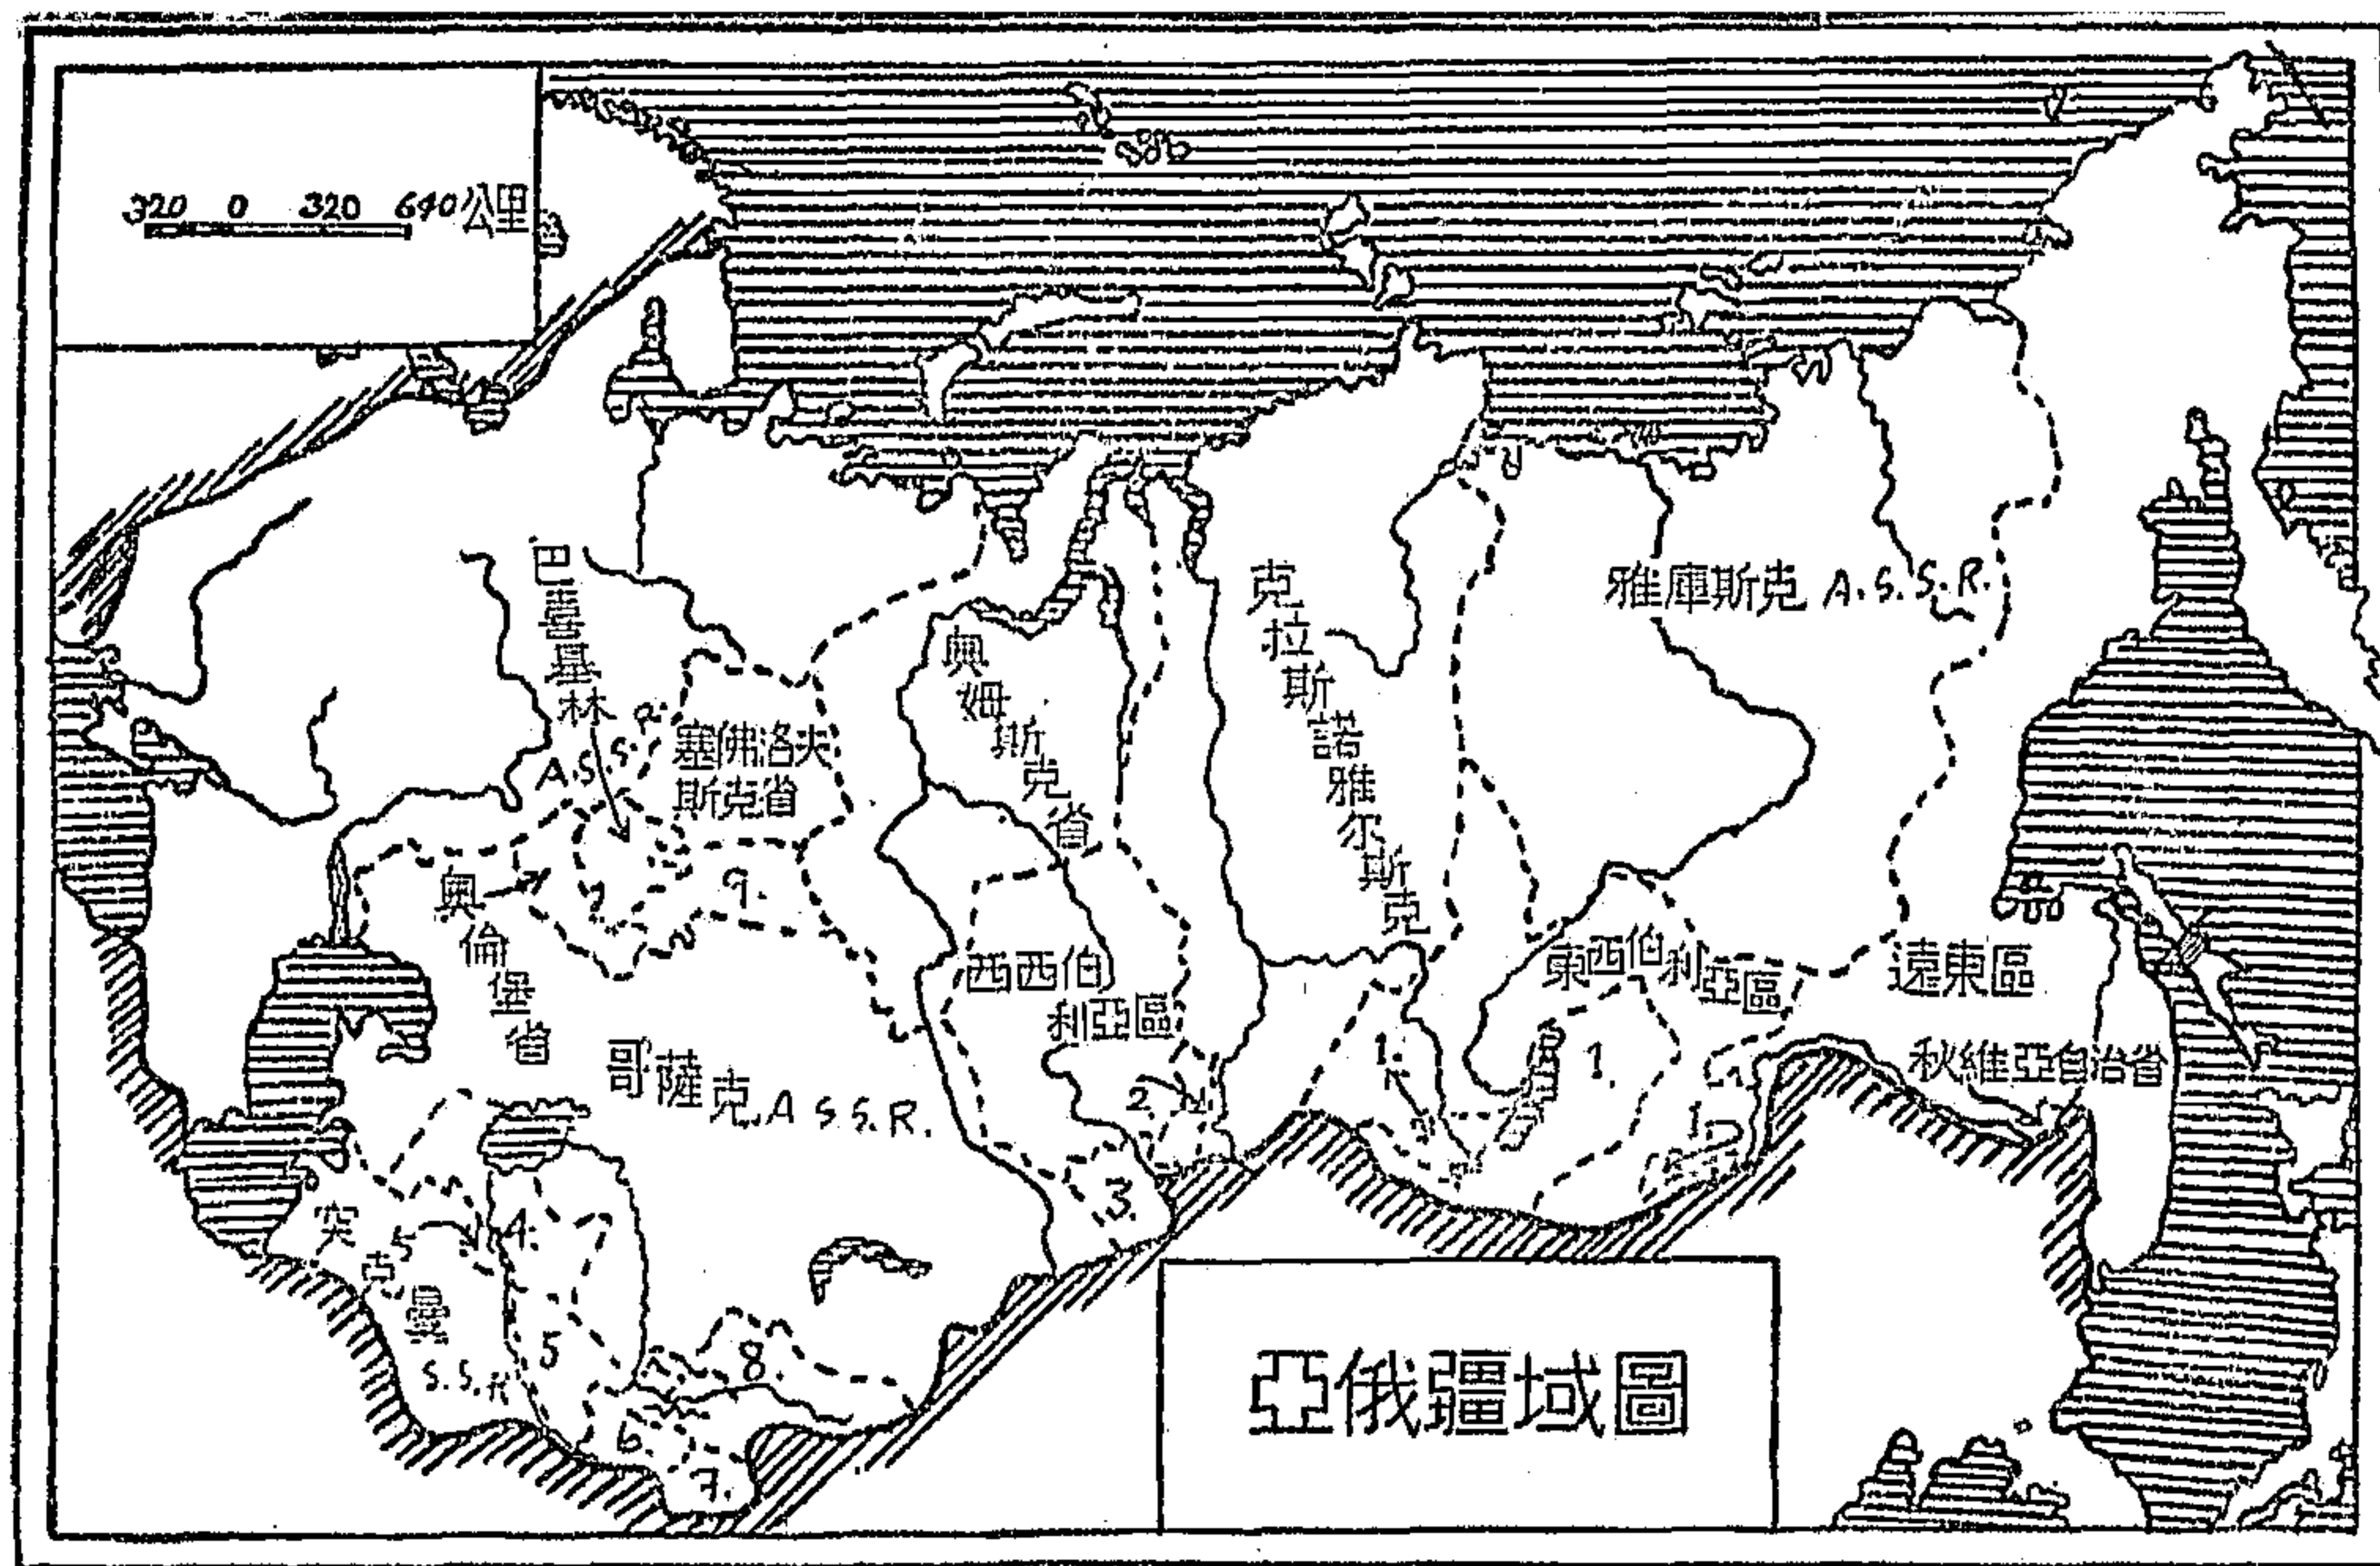 320 0 320 640公里
巴喜基林
A.S.S.R.
塞佛洛夫
斯克省
奧姆斯克省
克拉斯諾雅尔斯克
雅庫斯克 A.S.S.R.
奧倫堡省
9.
哥薩克 A S S.R.
西西伯
利亞區
東西伯利亞區
遠東區
秋維亞自治省
1.
1.
1.
2.
3.
4.
5
突克曼
S.S.R
5
6.
7.
8.
亞俄疆域圖